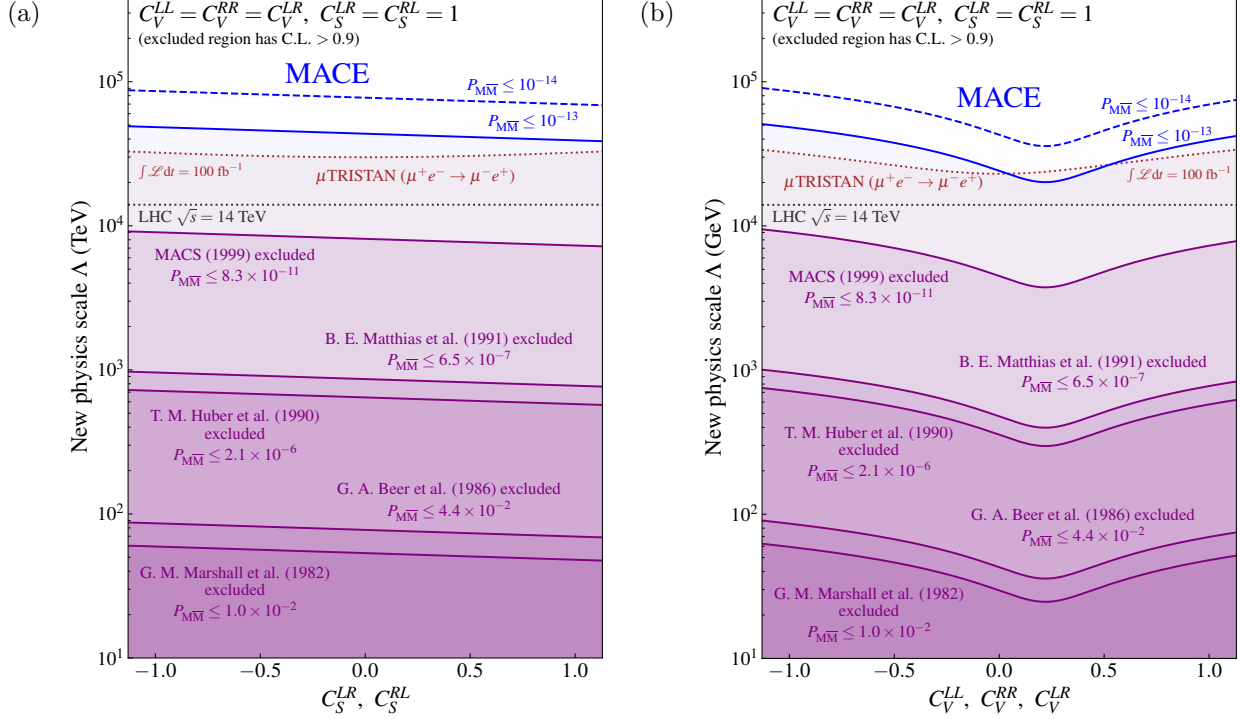 (a)
C_V^{LL} = C_V^{RR} = C_V^{LR}, C_S^{LR} = C_S^{RL} = 1
(excluded region has C.L. > 0.9)
MACE
P_{MM̅} ≤ 10^{-14}
P_{MM̅} ≤ 10^{-13}
∫ℒdt = 100 fb^{-1}
μTRISTAN (μ^+e^- → μ^-e^+)
LHC √s = 14 TeV
MACS (1999) excluded
P_{MM̅} ≤ 8.3 × 10^{-11}
B. E. Matthias et al. (1991) excluded
P_{MM̅} ≤ 6.5 × 10^{-7}
T. M. Huber et al. (1990)
excluded
P_{MM̅} ≤ 2.1 × 10^{-6}
G. A. Beer et al. (1986) excluded
P_{MM̅} ≤ 4.4 × 10^{-2}
G. M. Marshall et al. (1982)
excluded
P_{MM̅} ≤ 1.0 × 10^{-2}
New physics scale Λ (TeV)
10^5
10^4
10^3
10^2
10^1
−1.0 −0.5 0.0 0.5 1.0
C_S^{LR}, C_S^{RL}
(b)
C_V^{LL} = C_V^{RR} = C_V^{LR}, C_S^{LR} = C_S^{RL} = 1
(excluded region has C.L. > 0.9)
MACE
P_{MM̅} ≤ 10^{-14}
P_{MM̅} ≤ 10^{-13}
μTRISTAN (μ^+e^- → μ^-e^+)
∫ℒdt = 100 fb^{-1}
LHC √s = 14 TeV
MACS (1999) excluded
P_{MM̅} ≤ 8.3 × 10^{-11}
B. E. Matthias et al. (1991) excluded
P_{MM̅} ≤ 6.5 × 10^{-7}
T. M. Huber et al. (1990)
excluded
P_{MM̅} ≤ 2.1 × 10^{-6}
G. A. Beer et al. (1986) excluded
P_{MM̅} ≤ 4.4 × 10^{-2}
G. M. Marshall et al. (1982)
excluded
P_{MM̅} ≤ 1.0 × 10^{-2}
New physics scale Λ (GeV)
10^5
10^4
10^3
10^2
10^1
−1.0 −0.5 0.0 0.5 1.0
C_V^{LL}, C_V^{RR}, C_V^{LR}